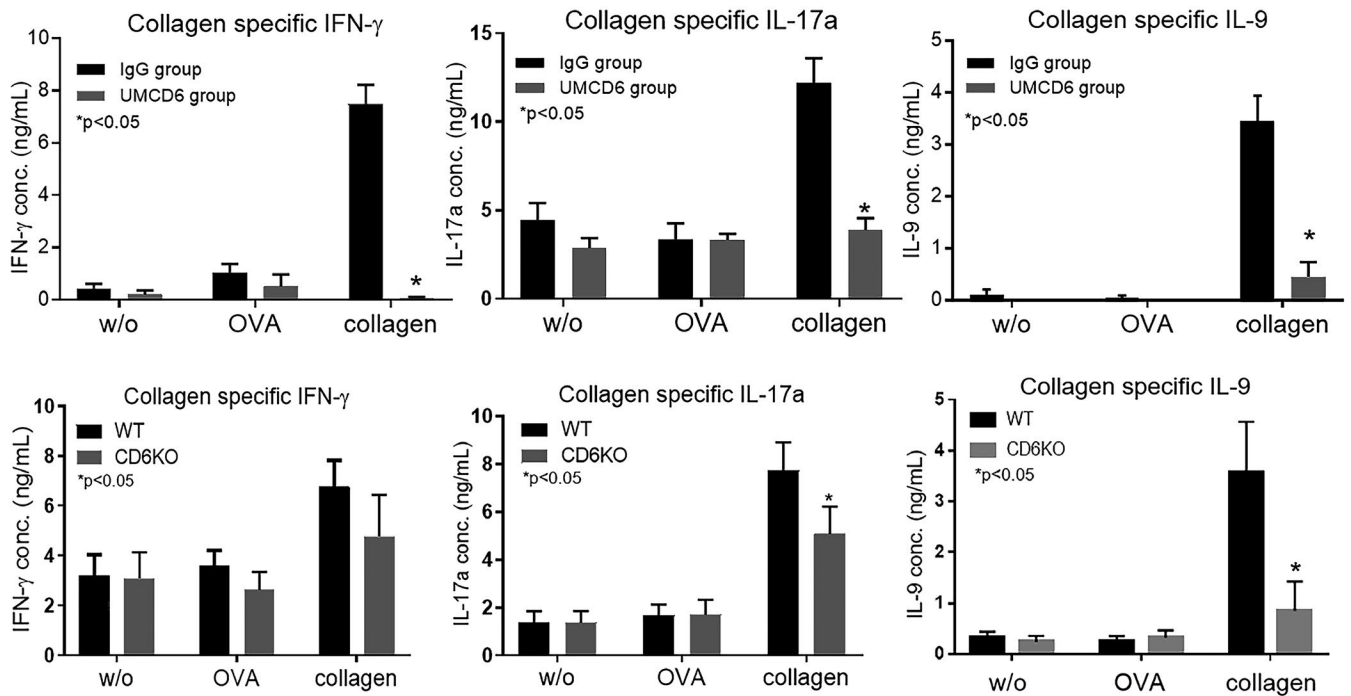 Collagen specific IFN-γ
IFN-γ conc. (ng/mL)
10
8
6
4
2
0
IgG group
UMCD6 group
*p<0.05
*
w/o
OVA
collagen
Collagen specific IL-17a
IL-17a conc. (ng/mL)
15
10
5
0
IgG group
UMCD6 group
*p<0.05
*
w/o
OVA
collagen
Collagen specific IL-9
IL-9 conc. (ng/mL)
5
4
3
2
1
0
IgG group
UMCD6 group
*p<0.05
*
w/o
OVA
collagen
Collagen specific IFN-γ
IFN-γ conc. (ng/mL)
10
8
6
4
2
0
WT
CD6KO
*p<0.05
w/o
OVA
collagen
Collagen specific IL-17a
IL-17a conc. (ng/mL)
10
8
6
4
2
0
WT
CD6KO
*p<0.05
*
w/o
OVA
collagen
Collagen specific IL-9
IL-9 conc. (ng/mL)
5
4
3
2
1
0
WT
CD6KO
*p<0.05
*
w/o
OVA
collagen